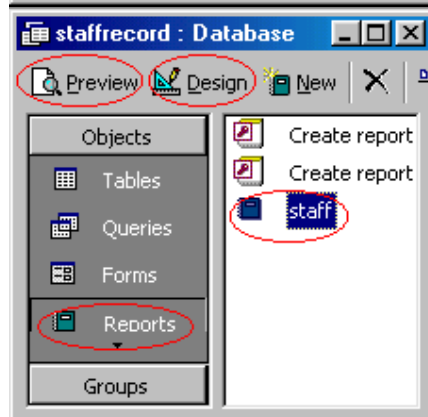 staffrecord : Database
Preview Design New
Objects
Tables
Queries
Forms
Reports
Groups
Create report
Create report
staff